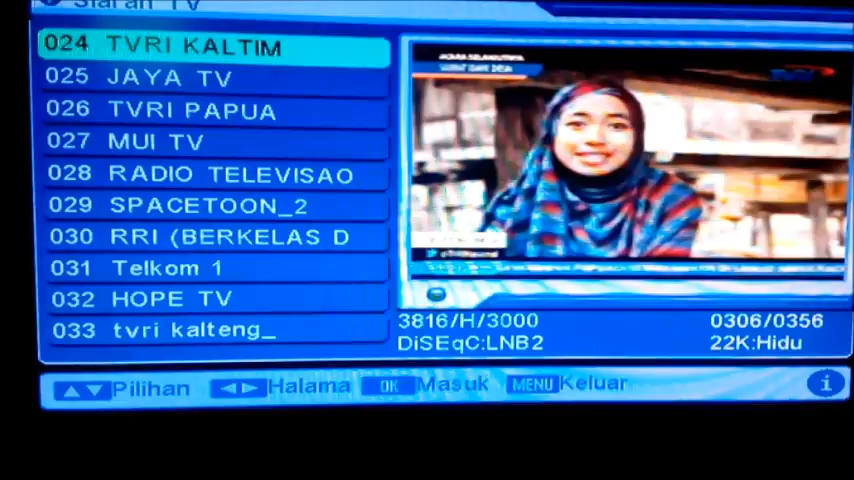 Siaran TV
024 TVRI KALTIM
025 JAYA TV
026 TVRI PAPUA
027 MUI TV
028 RADIO TELEVISAO
029 SPACETOON_2
030 RRI (BERKELAS D
031 Telkom 1
032 HOPE TV
033 tvri kalteng_
ACARA SELANJUTNYA
3816/H/3000
0306/0356
DiSEqC:LNB2
22K:Hidu
Pilihan
Halama
OK Masuk
MENU Keluar
i